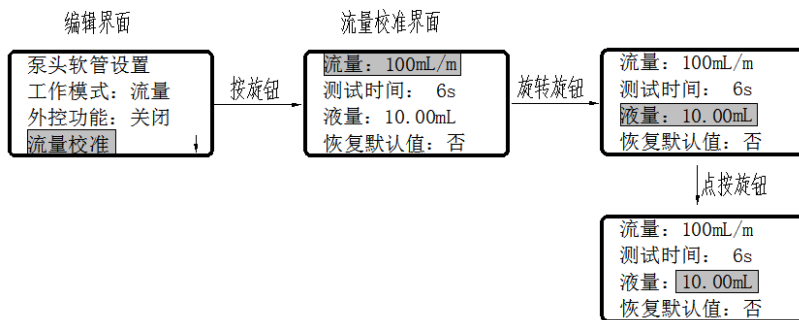 编辑界面
泵头软管设置
工作模式：流量
外控功能：关闭
流量校准
按旋钮
流量校准界面
流量：100mL/m
测试时间： 6s
液量：10.00mL
恢复默认值：否
旋转旋钮
流量：100mL/m
测试时间： 6s
液量：10.00mL
恢复默认值：否
点按旋钮
流量：100mL/m
测试时间： 6s
液量：10.00mL
恢复默认值：否